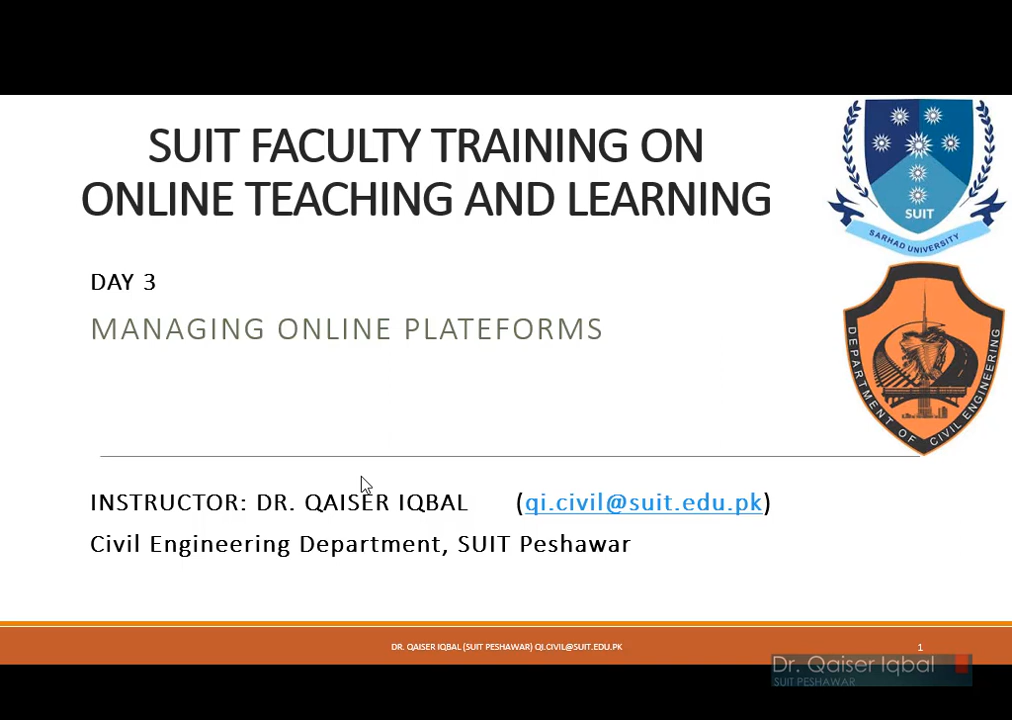 SUIT FACULTY TRAINING ON
ONLINE TEACHING AND LEARNING
SUIT
SARHAD UNIVERSITY
DAY 3
MANAGING ONLINE PLATEFORMS
DEPARTMENT OF CIVIL ENGINEERING
INSTRUCTOR: DR. QAISER IQBAL (qi.civil@suit.edu.pk)
Civil Engineering Department, SUIT Peshawar
DR. QAISER IQBAL (SUIT PESHAWAR) QI.CIVIL@SUIT.EDU.PK 1
Dr. Qaiser Iqbal
SUIT PESHAWAR